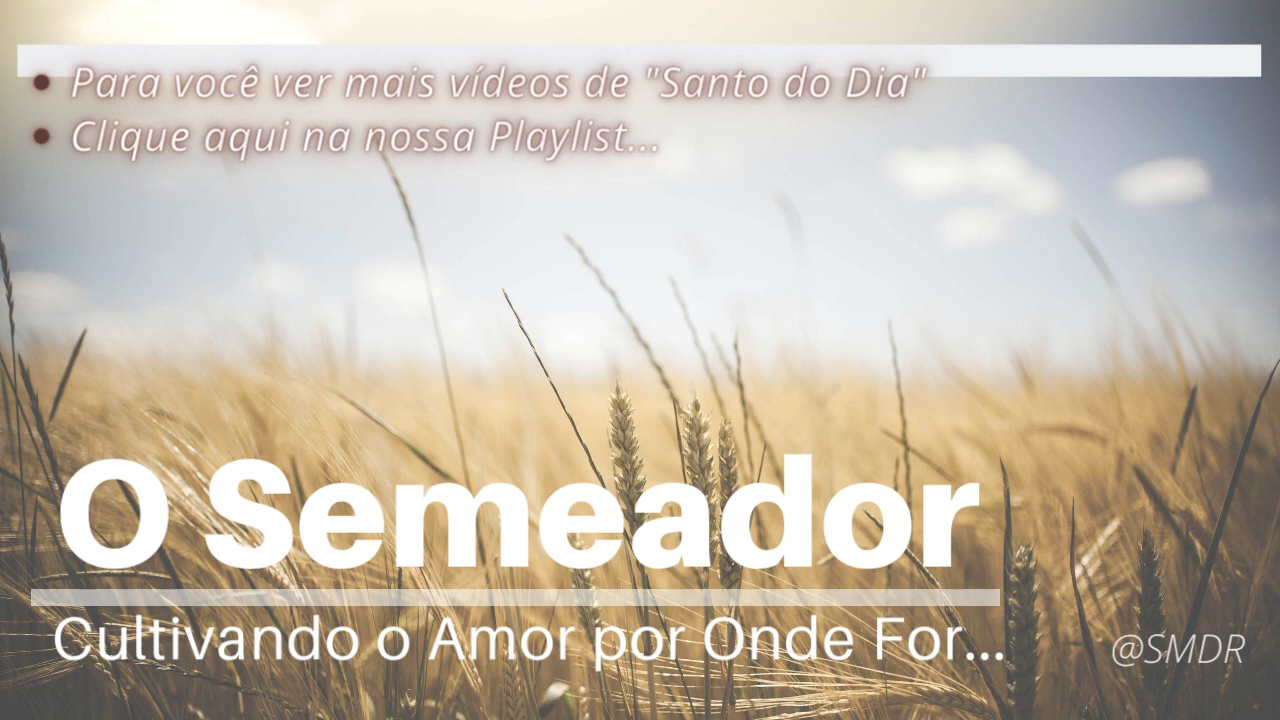 • Para você ver mais vídeos de "Santo do Dia"
• Clique aqui na nossa Playlist...
O Semeador
Cultivando o Amor por Onde For...
@SMDR